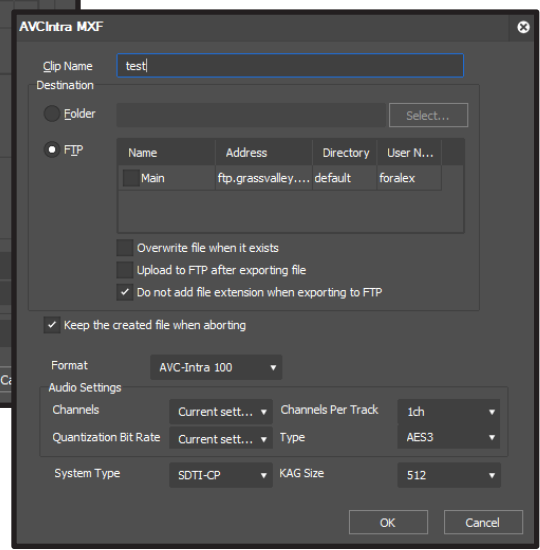 AVCIntra MXF
Clip Name test
Destination
Folder Select...
FTP Name Address Directory User N...
Main ftp.grassvalley.... default foralex
Overwrite file when it exists
Upload to FTP after exporting file
Do not add file extension when exporting to FTP
Keep the created file when aborting
Format AVC-Intra 100
Audio Settings
Ca
Channels Current sett... Channels Per Track 1ch
Quantization Bit Rate Current sett... Type AES3
System Type SDTI-CP KAG Size 512
OK Cancel